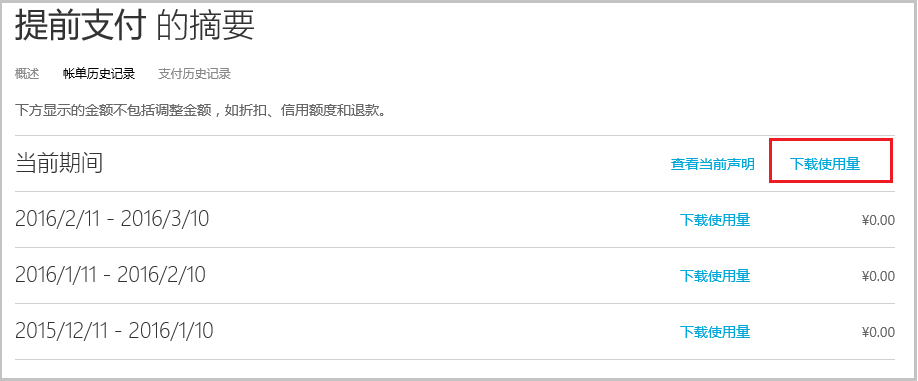 提前支付 的摘要
概述 帐单历史记录 支付历史记录
下方显示的金额不包括调整金额，如折扣、信用额度和退款。
当前期间 查看当前声明 下载使用量
2016/2/11 - 2016/3/10 下载使用量 ¥0.00
2016/1/11 - 2016/2/10 下载使用量 ¥0.00
2015/12/11 - 2016/1/10 下载使用量 ¥0.00